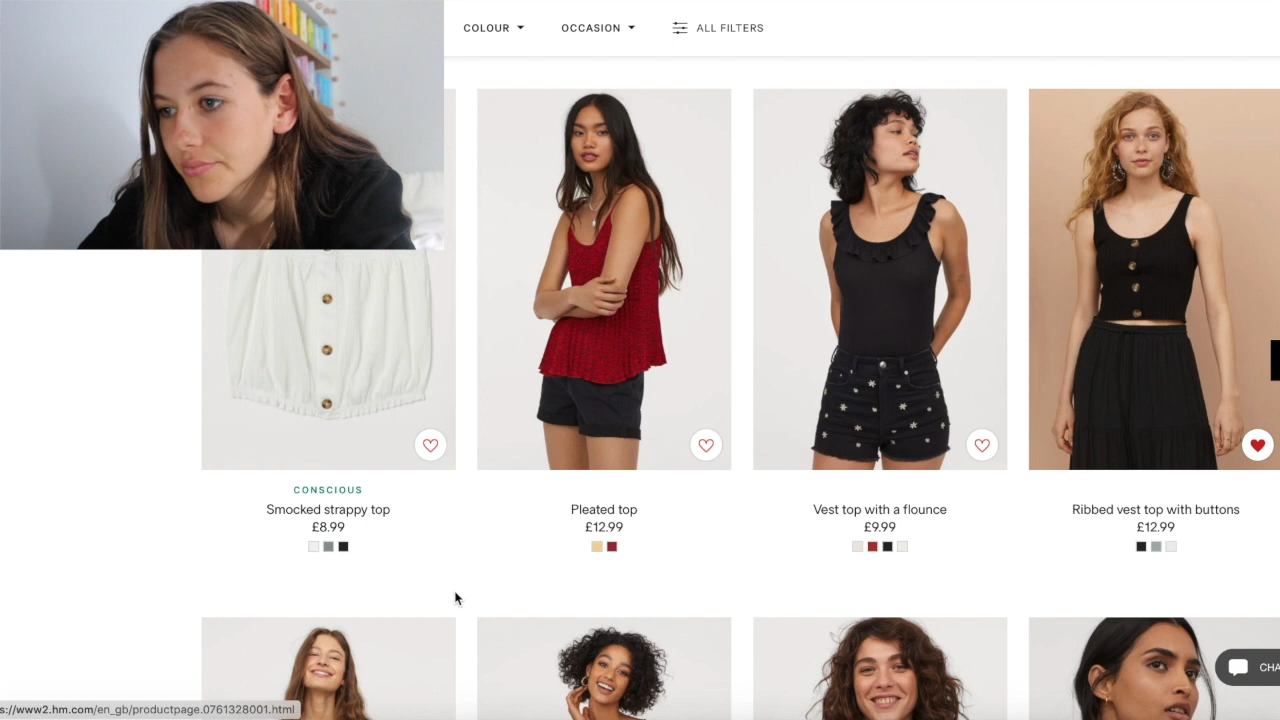 COLOUR
OCCASION
ALL FILTERS
CONSCIOUS
Smocked strappy top
£8.99
Pleated top
£12.99
Vest top with a flounce
£9.99
Ribbed vest top with buttons
£12.99
CHA
s://www2.hm.com/en_gb/productpage.0761328001.html